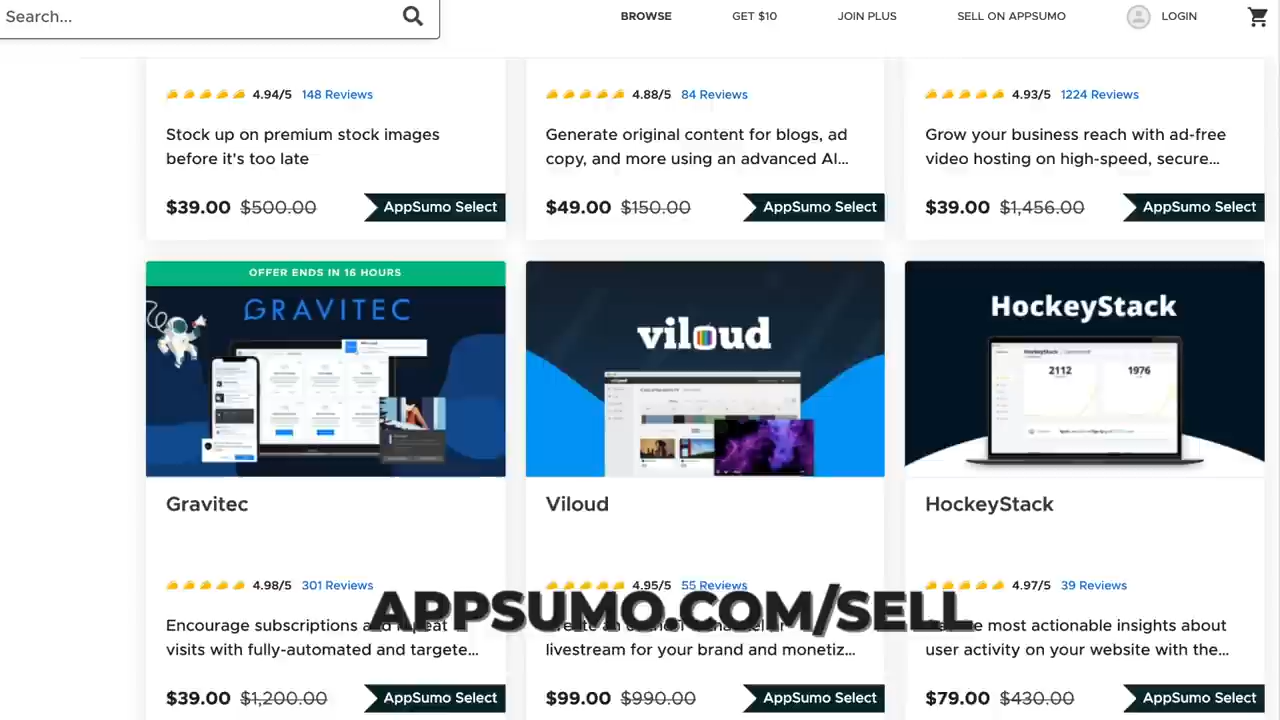 Search...
BROWSE
GET $10
JOIN PLUS
SELL ON APPSUMO
LOGIN
4.94/5 148 Reviews
Stock up on premium stock images
before it's too late
$39.00 $500.00 AppSumo Select
4.88/5 84 Reviews
Generate original content for blogs, ad
copy, and more using an advanced AI...
$49.00 $150.00 AppSumo Select
4.93/5 1224 Reviews
Grow your business reach with ad-free
video hosting on high-speed, secure...
$39.00 $1,456.00 AppSumo Select
OFFER ENDS IN 16 HOURS
GRAVITEC
Gravitec
4.98/5 301 Reviews
Encourage subscriptions and repeat
visits with fully-automated and targete...
$39.00 $1,200.00 AppSumo Select
viloud
Viloud
4.95/5 55 Reviews
livestream for your brand and monetiz...
$99.00 $990.00 AppSumo Select
HockeyStack
HockeyStack
2112
1976
HockeyStack
4.97/5 39 Reviews
most actionable insights about
user activity on your website with the...
$79.00 $430.00 AppSumo Select
APPSUMO.COM/SELL